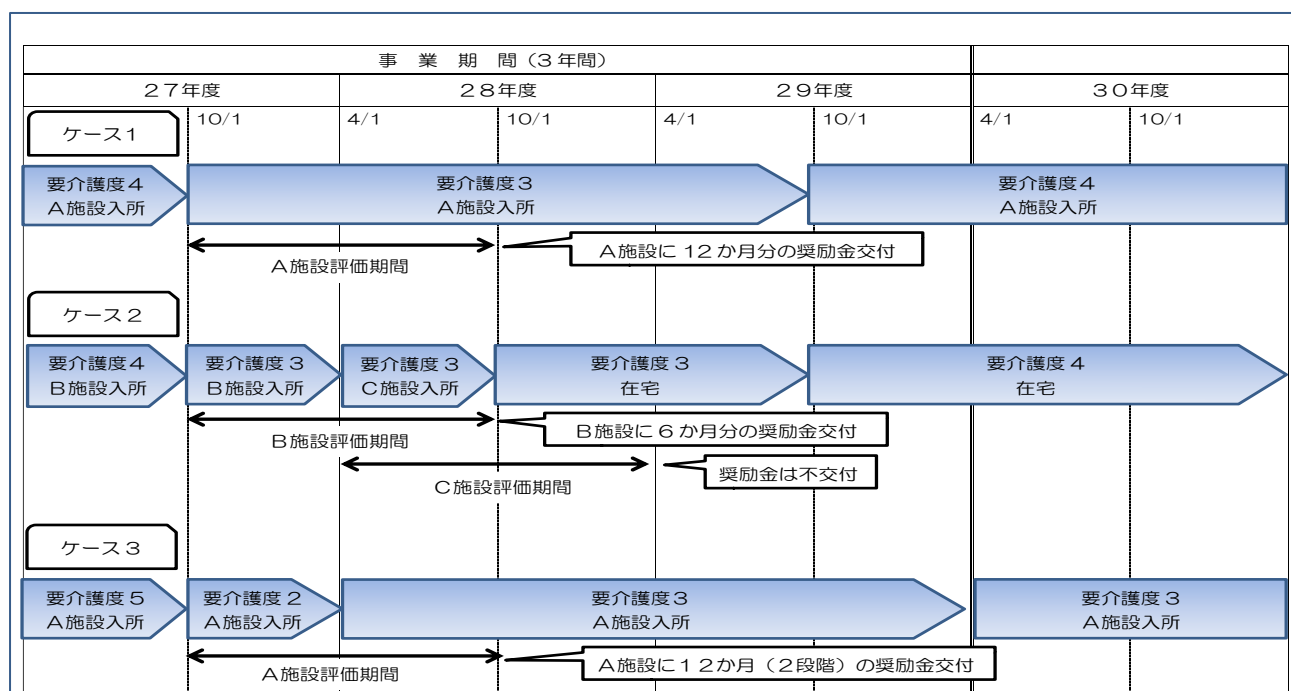 事 業 期 間（３年間）
２７年度 ２８年度 ２９年度 ３０年度
10/1 4/1 10/1 4/1 10/1 4/1 10/1
ケース１
要介護度４ 要介護度３ 要介護度４
A施設入所 A施設入所 A施設入所
A施設に 12 か月分の奨励金交付
A施設評価期間
ケース２
要介護度４ 要介護度３ 要介護度３ 要介護度３ 要介護度４
B施設入所 B施設入所 C施設入所 在宅 在宅
B施設に６か月分の奨励金交付
B施設評価期間
奨励金は不交付
C施設評価期間
ケース３
要介護度５ 要介護度２ 要介護度３ 要介護度３
A施設入所 A施設入所 A施設入所 A施設入所
A施設に１２か月（２段階）の奨励金交付
A施設評価期間